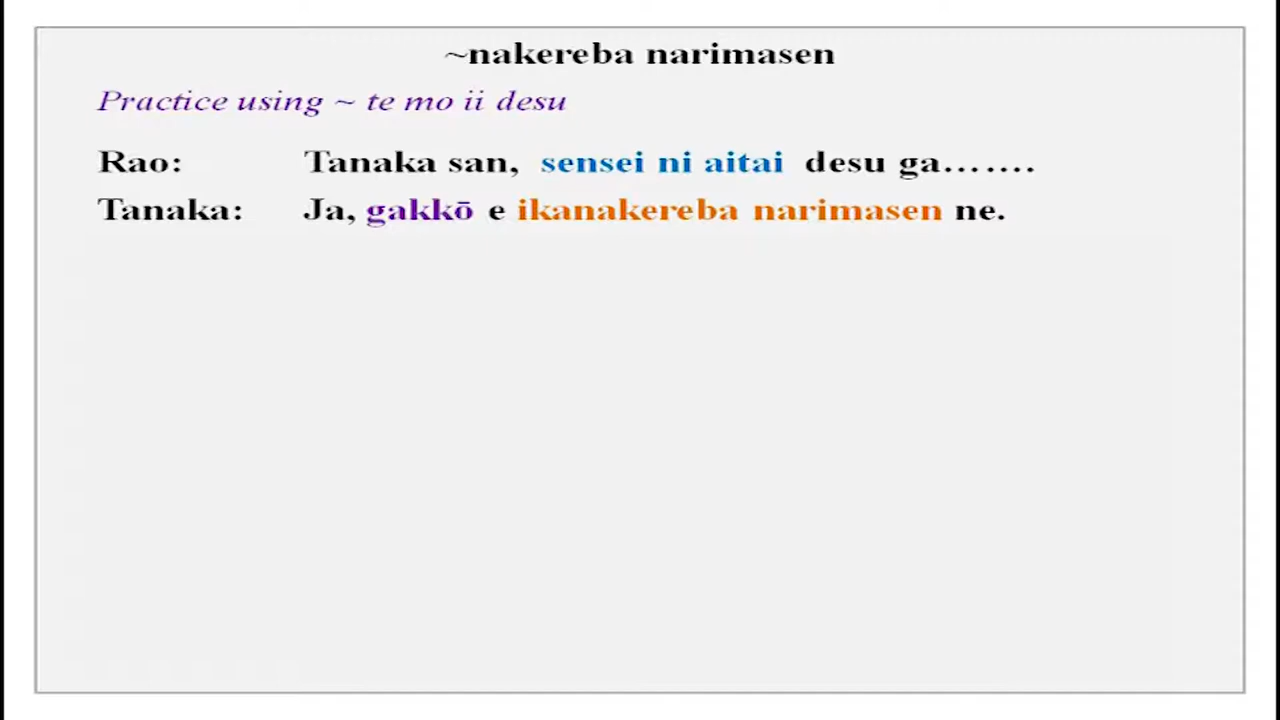 ~nakereba narimasen
Practice using ~ te mo ii desu
Rao: Tanaka san, sensei ni aitai desu ga.......
Tanaka: Ja, gakkō e ikanakereba narimasen ne.